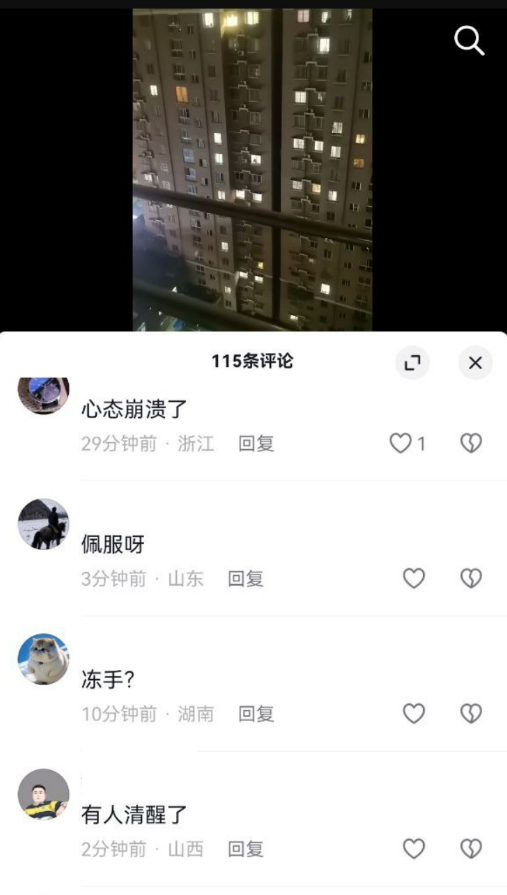 115条评论
心态崩溃了
29分钟前 · 浙江 回复 1
佩服呀
3分钟前 · 山东 回复
冻手?
10分钟前 · 湖南 回复
有人清醒了
2分钟前 · 山西 回复